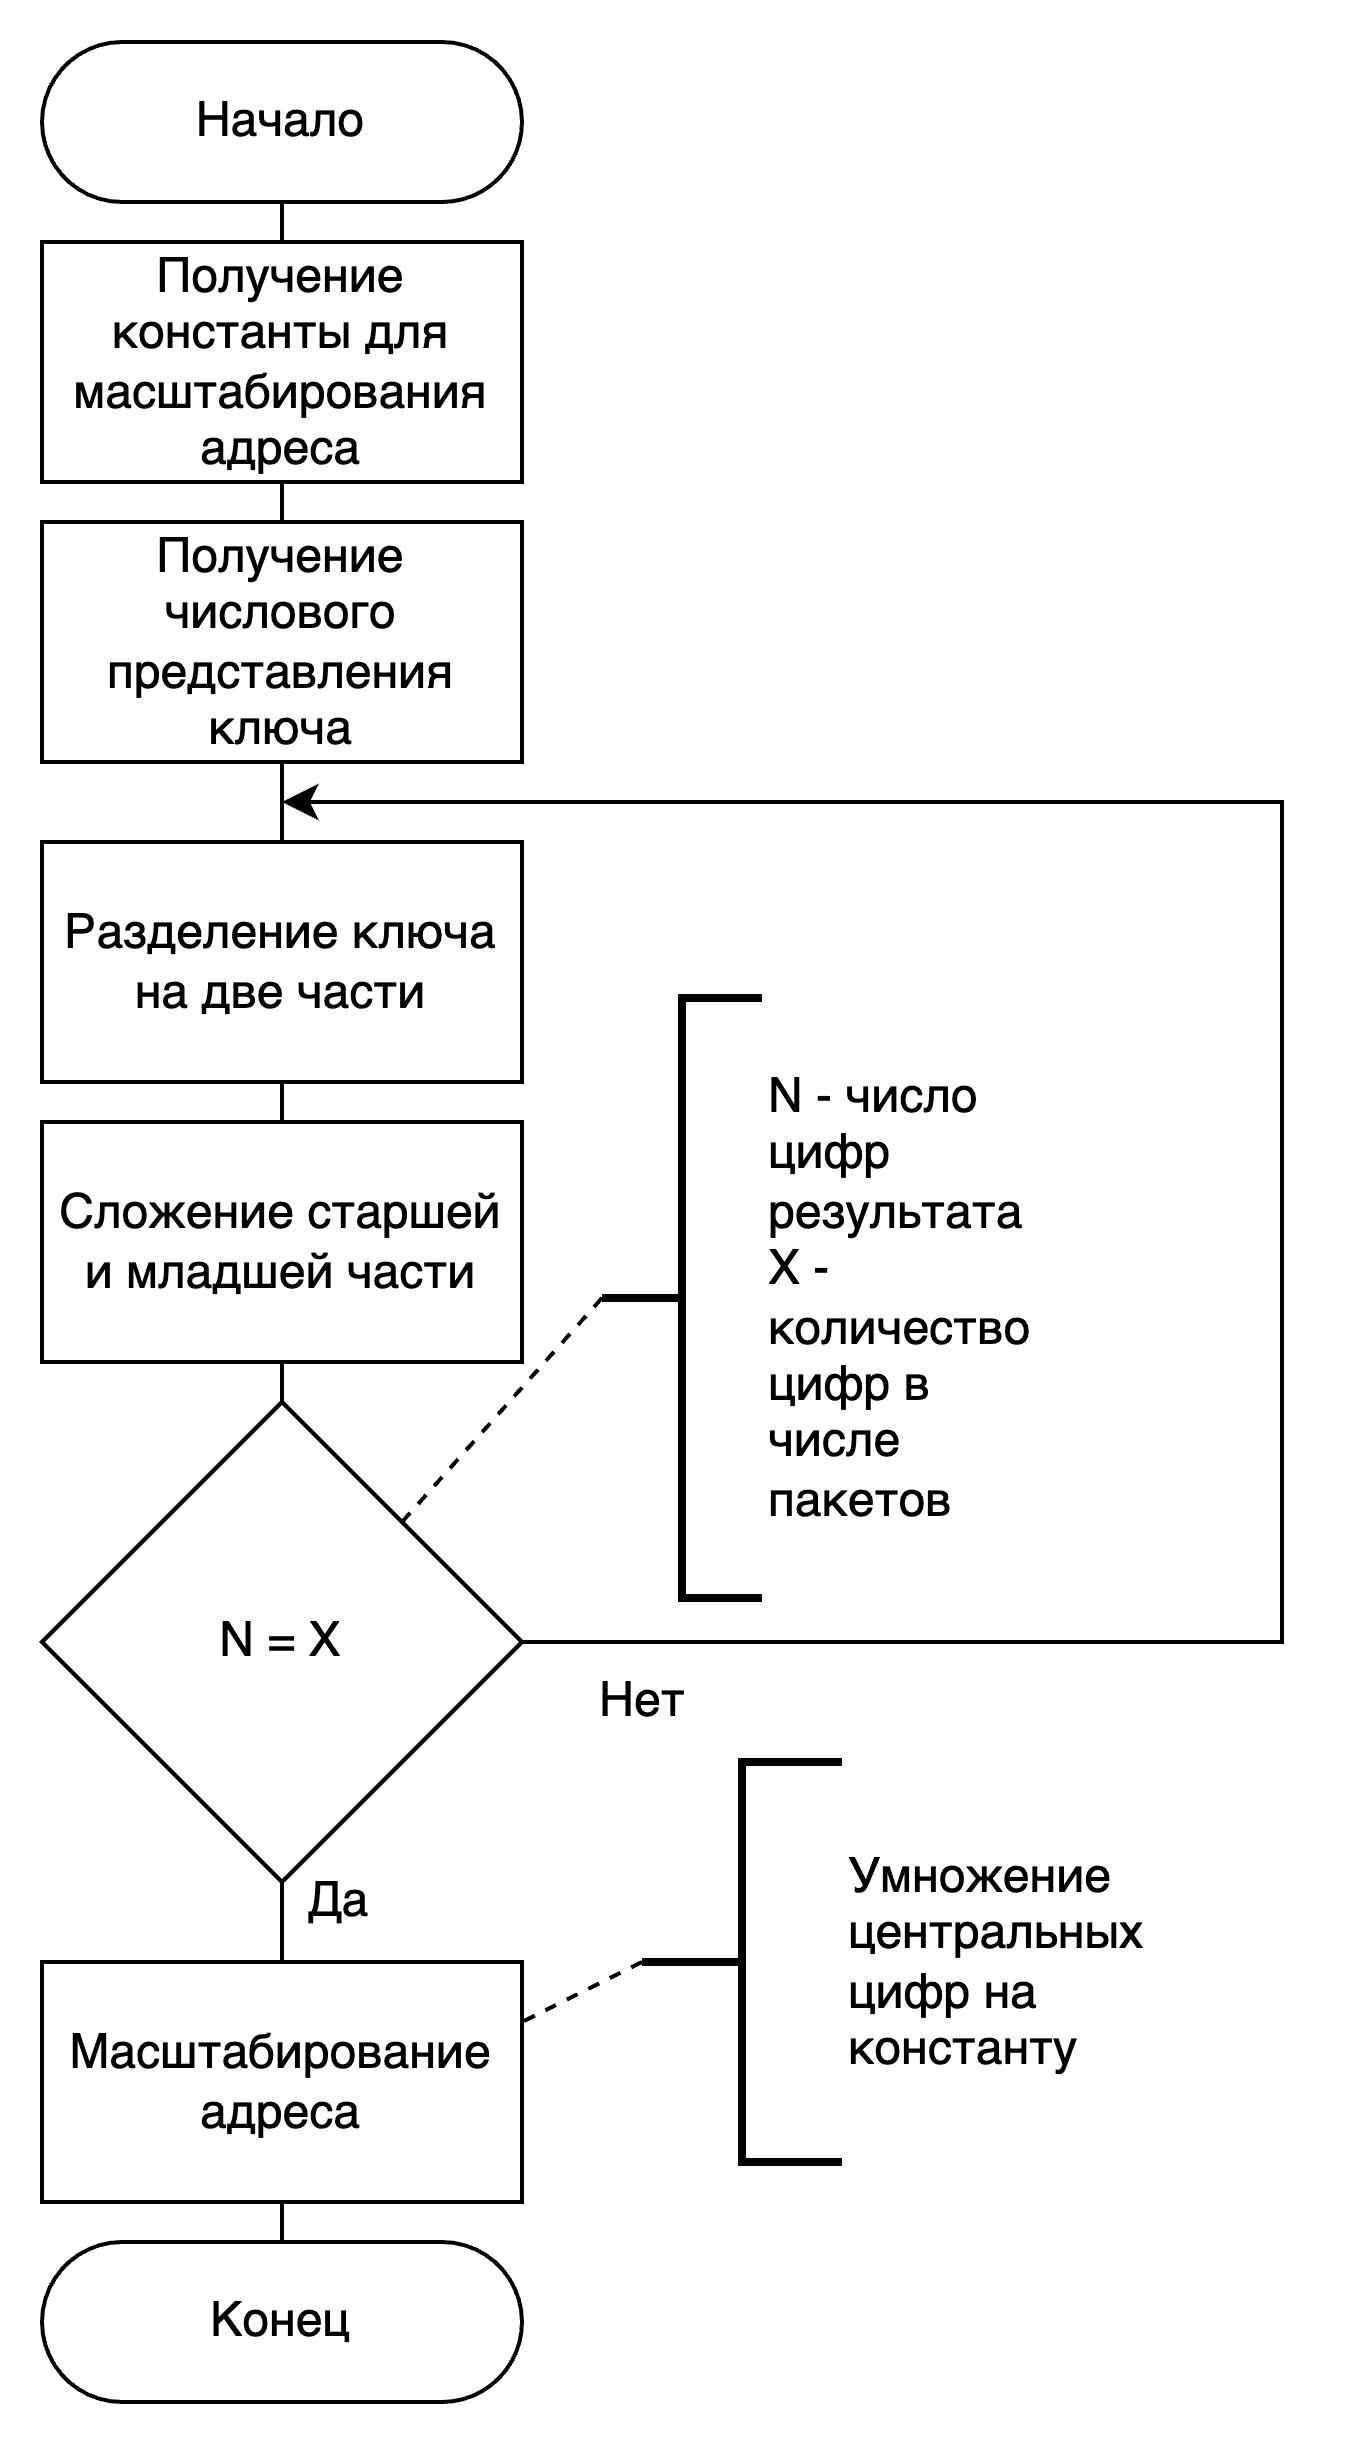 Начало
Получение
константы для
масштабирования
адреса
Получение
числового
представления
ключа
Разделение ключа
на две части
Сложение старшей
и младшей части
N - число
цифр
результата
X -
количество
цифр в
числе
пакетов
N = X
Нет
Да
Умножение
центральных
цифр на
константу
Масштабирование
адреса
Конец